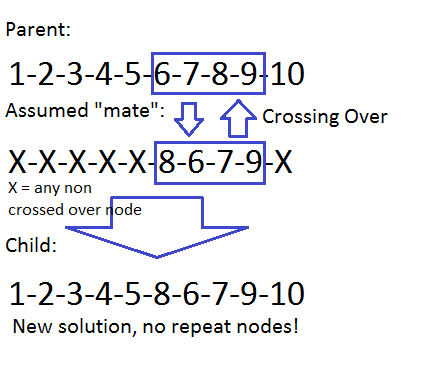 Parent:
1-2-3-4-5-6-7-8-9-10
Assumed "mate":
Crossing Over
X-X-X-X-X-8-6-7-9-X
X = any non
crossed over node
Child:
1-2-3-4-5-8-6-7-9-10
New solution, no repeat nodes!